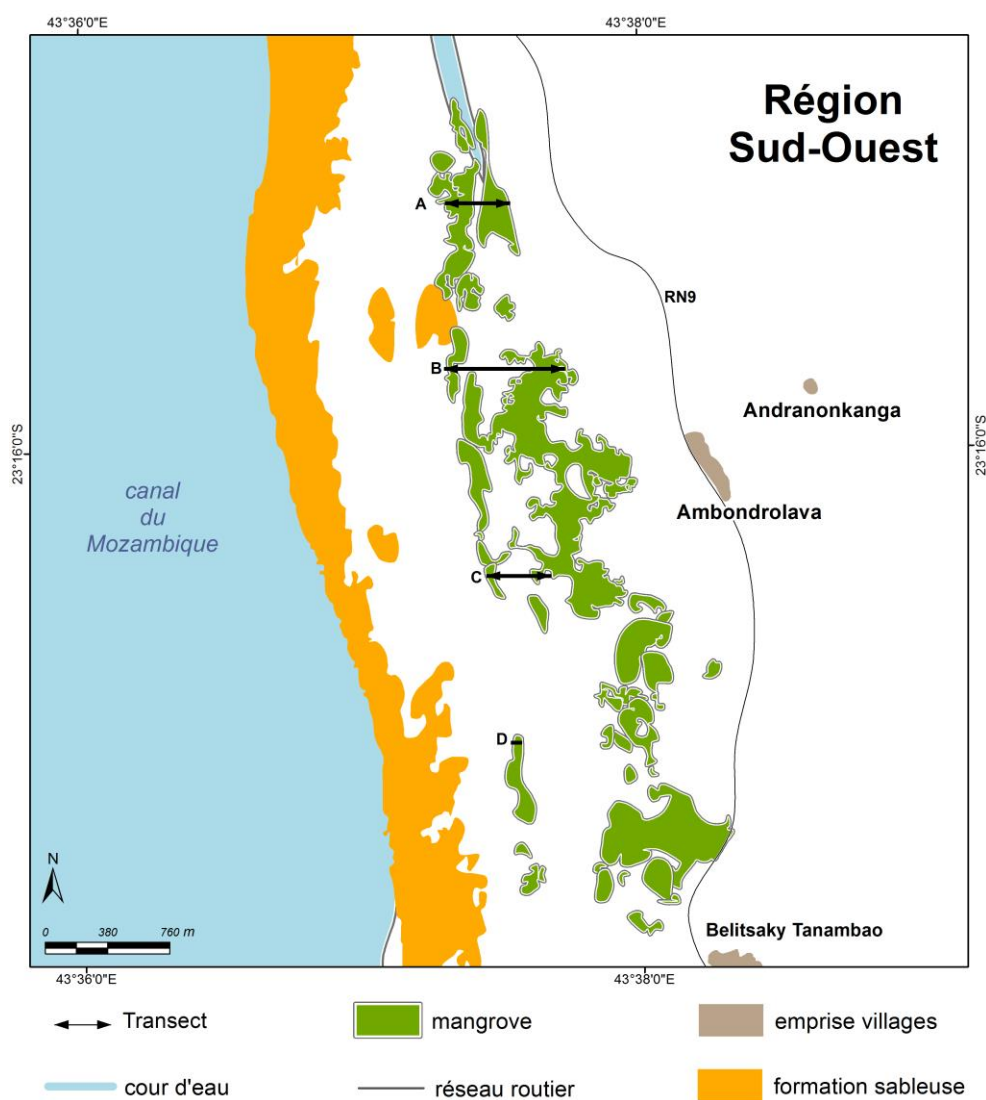 43°36'0"E
43°38'0"E
Région
Sud-Ouest
A
RN9
B
Andranonkanga
23°16'0"S
23°16'0"S
canal
du
Mozambique
Ambondrolava
C
D
N
0 380 760 m
Belitsaky Tanambao
43°36'0"E
43°38'0"E
Transect
mangrove
emprise villages
cour d'eau
réseau routier
formation sableuse